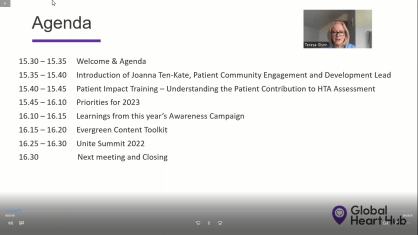 Agenda
15.30 – 15.35 Welcome & Agenda
15.35 – 15.40 Introduction of Joanna Ten-Kate, Patient Community Engagement and Development Lead
15.40 – 15.45 Patient Impact Training – Understanding the Patient Contribution to HTA Assessment
15.45 – 16.10 Priorities for 2023
16.10 – 16.15 Learnings from this year's Awareness Campaign
16.15 – 16.20 Evergreen Content Toolkit
16.25 – 16.30 Unite Summit 2022
16.30 Next meeting and Closing
Global
Heart Hub